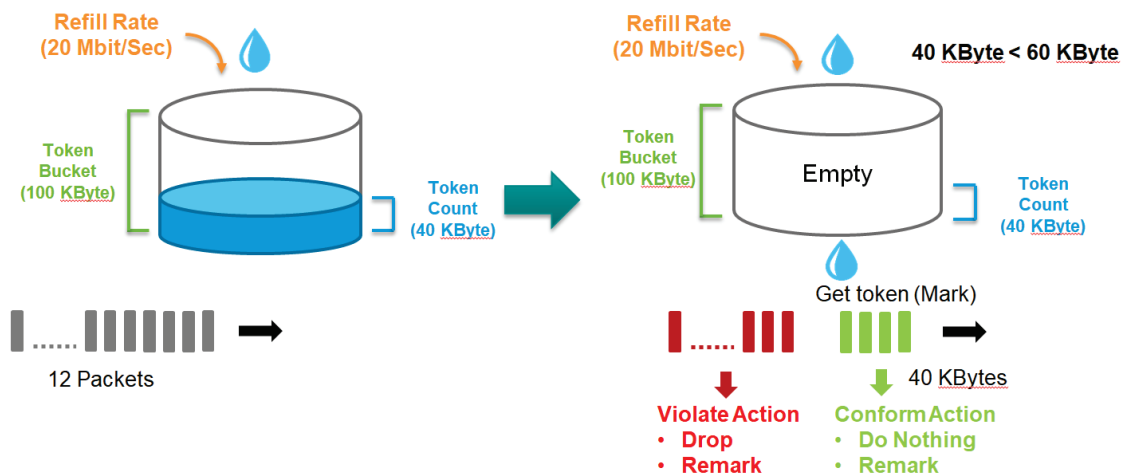 Refill Rate
(20 Mbit/Sec)
Token
Bucket
(100 KByte)
Token
Count
(40 KByte)
12 Packets
Refill Rate
(20 Mbit/Sec)
40 KByte < 60 KByte
Token
Bucket
(100 KByte)
Empty
Token
Count
(40 KByte)
Get token (Mark)
40 KBytes
Violate Action
• Drop
• Remark
Conform Action
• Do Nothing
• Remark